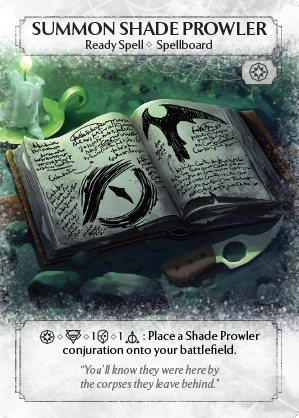 SUMMON SHADE PROWLER
Ready Spell ◇ Spellboard
◇ ◇ 1 ◇ 1 : Place a Shade Prowler
conjuration onto your battlefield.
"You'll know they were here by
the corpses they leave behind."